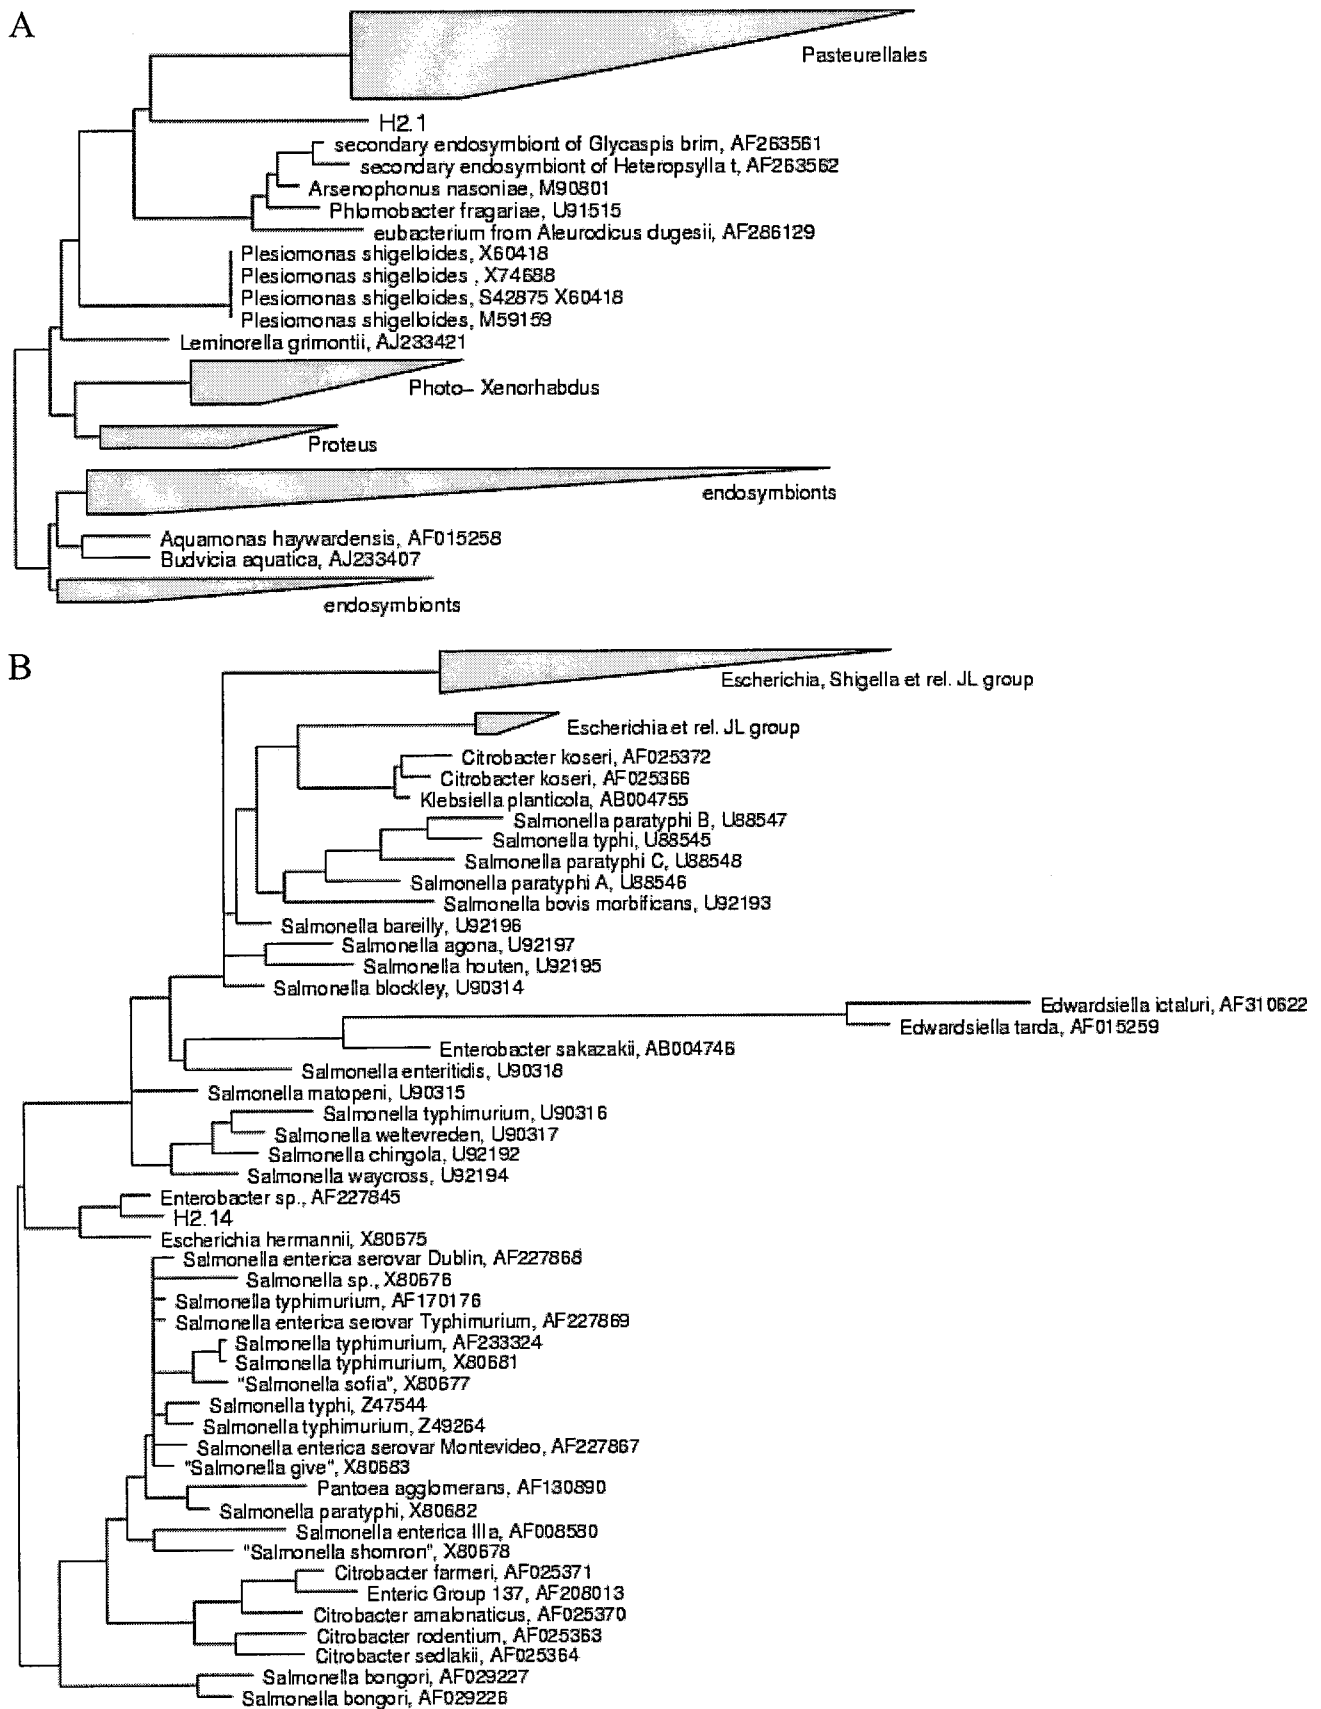 A
Pasteurellales
H2.1
secondary endosymbiont of Glycaspis brim, AF263561
secondary endosymbiont of Heteropsylla t, AF263562
Arsenophonus nasoniae, M90801
Phlomobacter fragariae, U91515
eubacterium from Aleurodicus dugesii, AF286129
Plesiomonas shigelloides, X60418
Plesiomonas shigelloides , X74688
Plesiomonas shigelloides, S42875 X60418
Plesiomonas shigelloides, M59159
Leminorella grimontii, AJ233421
Photo- Xenorhabdus
Proteus
endosymbionts
Aquamonas haywardensis, AF015258
Budvicia aquatica, AJ233407
endosymbionts
B
Escherichia, Shigella et rel. JL group
Escherichia et rel. JL group
Citrobacter koseri, AF025372
Citrobacter koseri, AF025366
Klebsiella planticola, AB004755
Salmonella paratyphi B, U88547
Salmonella typhi, U88545
Salmonella paratyphi C, U88548
Salmonella paratyphi A, U88546
Salmonella bovis morbificans, U92193
Salmonella bareilly, U92196
Salmonella agona, U92197
Salmonella houten, U92195
Salmonella blockley, U90314
Edwardsiella ictaluri, AF310622
Edwardsiella tarda, AF015259
Enterobacter sakazakii, AB004746
Salmonella enteritidis, U90318
Salmonella matopeni, U90315
Salmonella typhimurium, U90316
Salmonella weltevreden, U90317
Salmonella chingola, U92192
Salmonella waycross, U92194
Enterobacter sp., AF227845
H2.14
Escherichia hermannii, X80675
Salmonella enterica serovar Dublin, AF227868
Salmonella sp., X80676
Salmonella typhimurium, AF170176
Salmonella enterica serovar Typhimurium, AF227869
Salmonella typhimurium, AF233324
Salmonella typhimurium, X80681
"Salmonella sofia", X80677
Salmonella typhi, Z47544
Salmonella typhimurium, Z49264
Salmonella enterica serovar Montevideo, AF227867
"Salmonella give", X80683
Pantoea agglomerans, AF130890
Salmonella paratyphi, X80682
Salmonella enterica IIIa, AF008580
"Salmonella shomron", X80678
Citrobacter farmeri, AF025371
Enteric Group 137, AF208013
Citrobacter amalonaticus, AF025370
Citrobacter rodentium, AF025363
Citrobacter sedlakii, AF025364
Salmonella bongori, AF029227
Salmonella bongori, AF029226